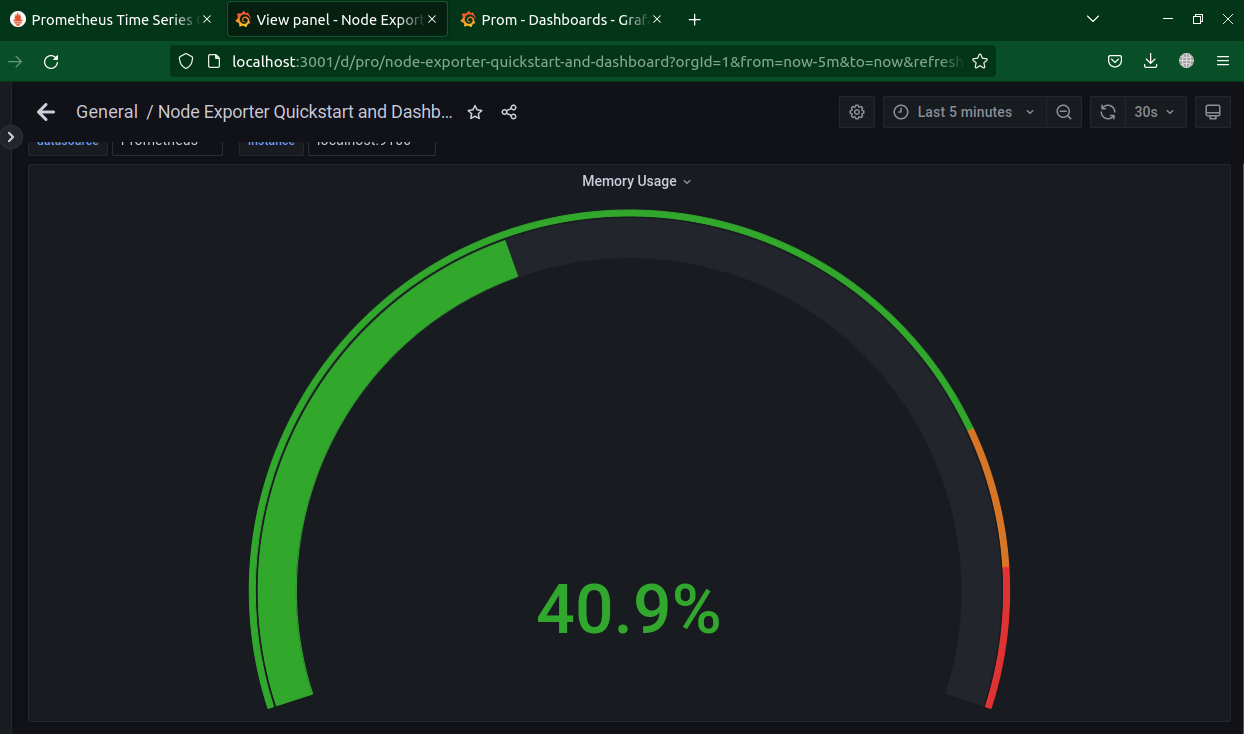 Prometheus Time Series
View panel - Node Export
Prom - Dashboards - Graf
localhost:3001/d/pro/node-exporter-quickstart-and-dashboard?orgId=1&from=now-5m&to=now&refresh
General / Node Exporter Quickstart and Dashb...
Last 5 minutes
30s
datasource Prometheus instance localhost:9100
Memory Usage
40.9%